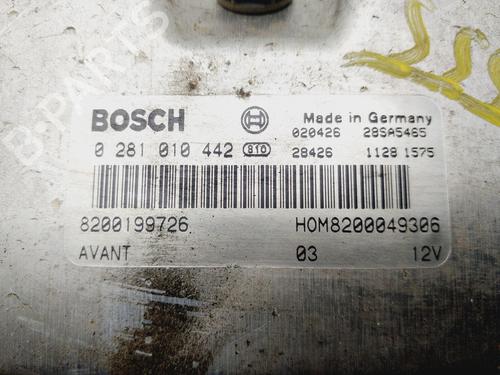 B-PARTS
BOSCH
Made in Germany
020426 28SA5465
0 281 010 442 810
28426 1128 1575
8200199726 HOM8200049306
AVANT 03 12V